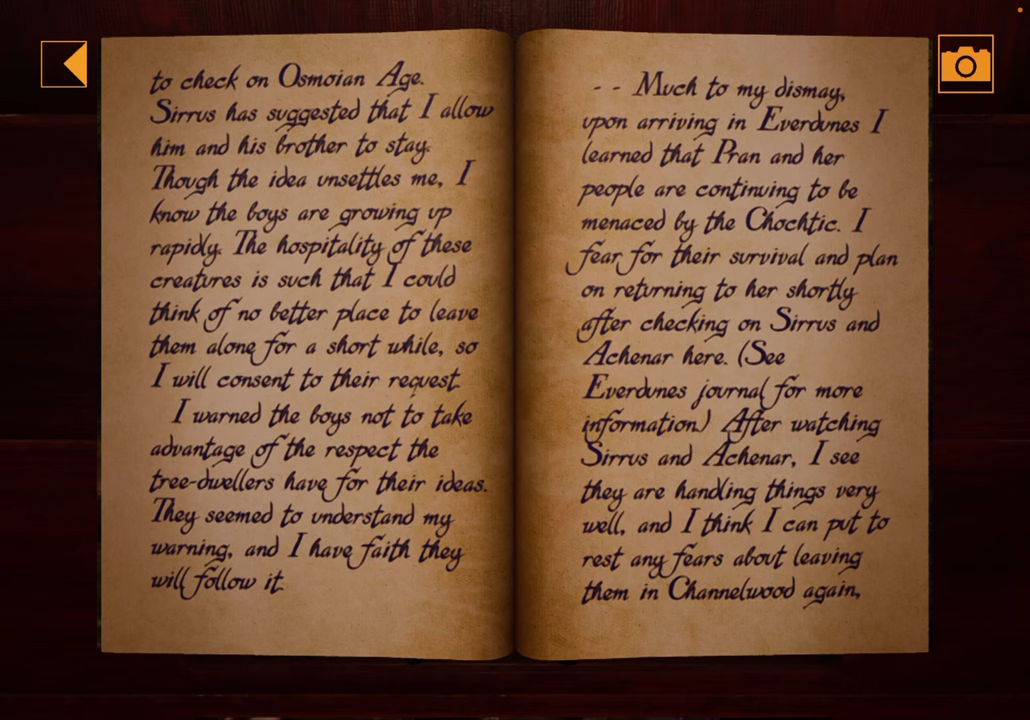 to check on Osmoian Age.
Sirrus has suggested that I allow
him and his brother to stay.
Though the idea unsettles me, I
know the boys are growing up
rapidly. The hospitality of these
creatures is such that I could
think of no better place to leave
them alone for a short while, so
I will consent to their request.
I warned the boys not to take
advantage of the respect the
tree-dwellers have for their ideas.
They seemed to understand my
warning, and I have faith they
will follow it.
- - Much to my dismay,
upon arriving in Everdunes I
learned that Pran and her
people are continuing to be
menaced by the Chochtic. I
fear for their survival and plan
on returning to her shortly
after checking on Sirrus and
Achenar here. (See
Everdunes journal for more
information.) After watching
Sirrus and Achenar, I see
they are handling things very
well, and I think I can put to
rest any fears about leaving
them in Channelwood again,